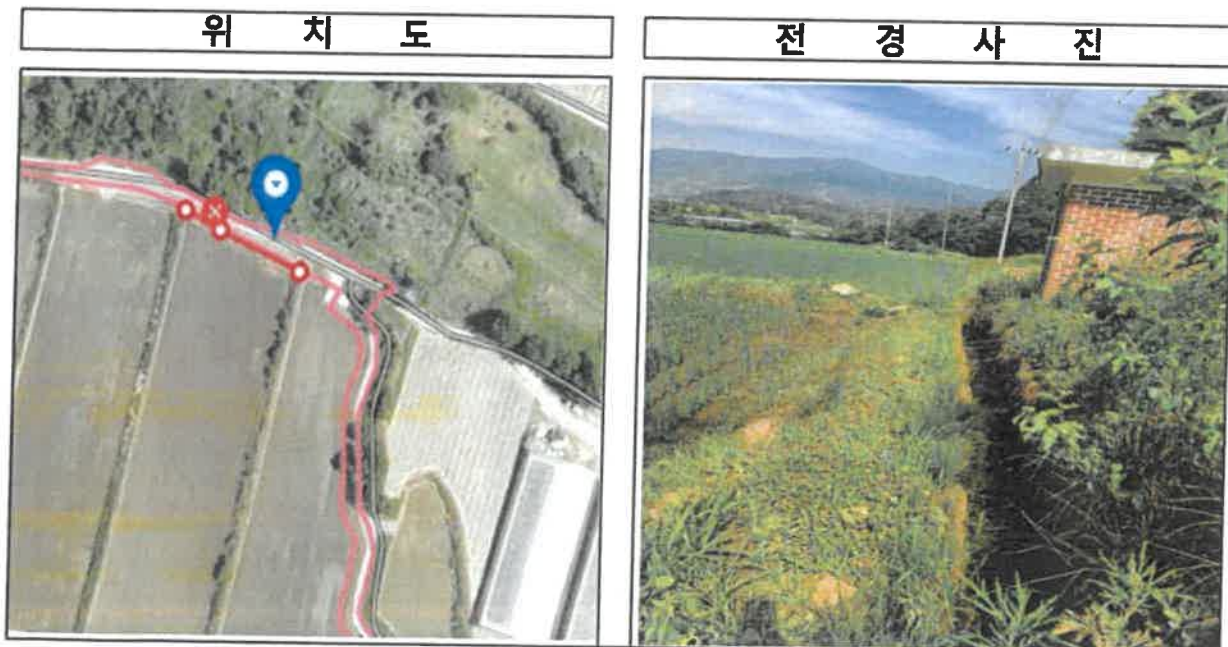 위 치 도
전 경 사 진